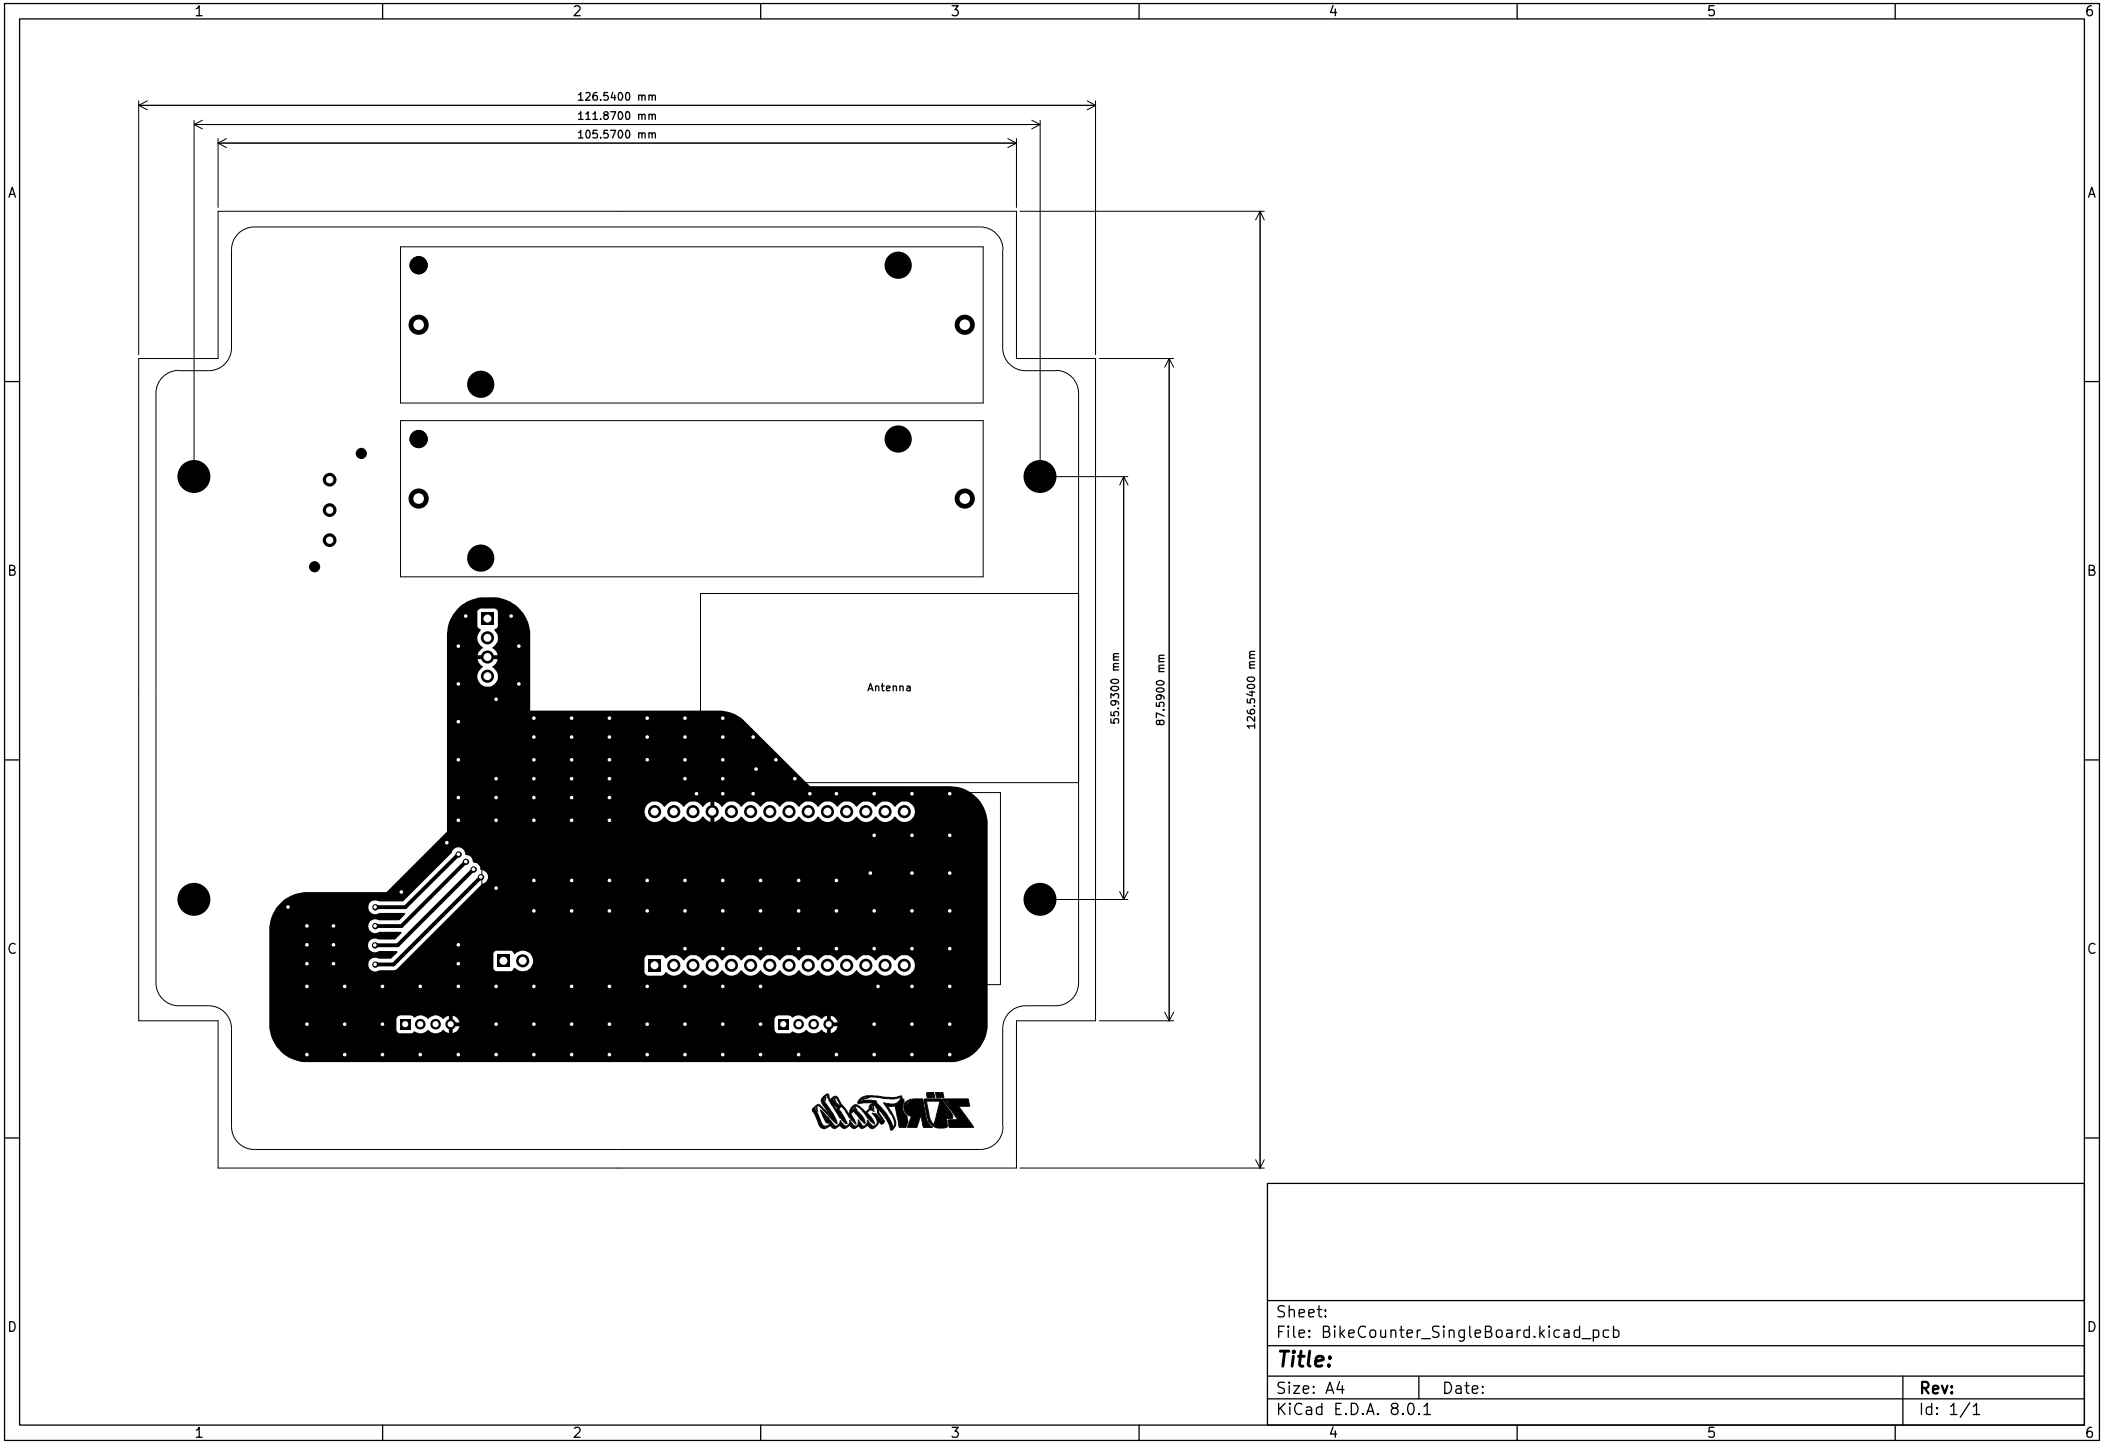 1 2 3 4 5 6
126.5400 mm
111.8700 mm
105.5700 mm
A A
B B
55.9300 mm
87.5900 mm
126.5400 mm
Antenna
C C
Sheet:
File: BikeCounter_SingleBoard.kicad_pcb
D D
Title:
Size: A4 Date: Rev:
KiCad E.D.A. 8.0.1 Id: 1/1
1 2 3 4 5 6